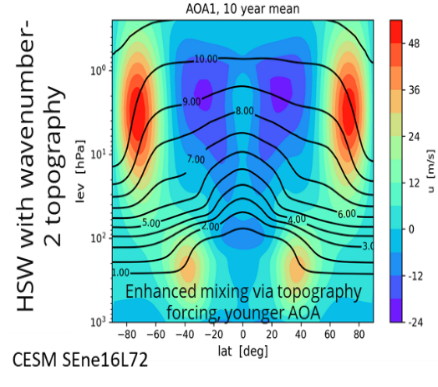 AOA1, 10 year mean
HSW with wavenumber-
2 topography
lev [hPa]
10⁰
10¹
10²
10³
10.00
9.00
8.00
7.00
5.00
6.00
4.00
2.00
3.0
1.00
Enhanced mixing via topography
forcing, younger AOA
−80 −60 −40 −20 0 20 40 60 80
lat [deg]
48
36
24
12
0
−12
−24
u [m/s]
CESM SEne16L72